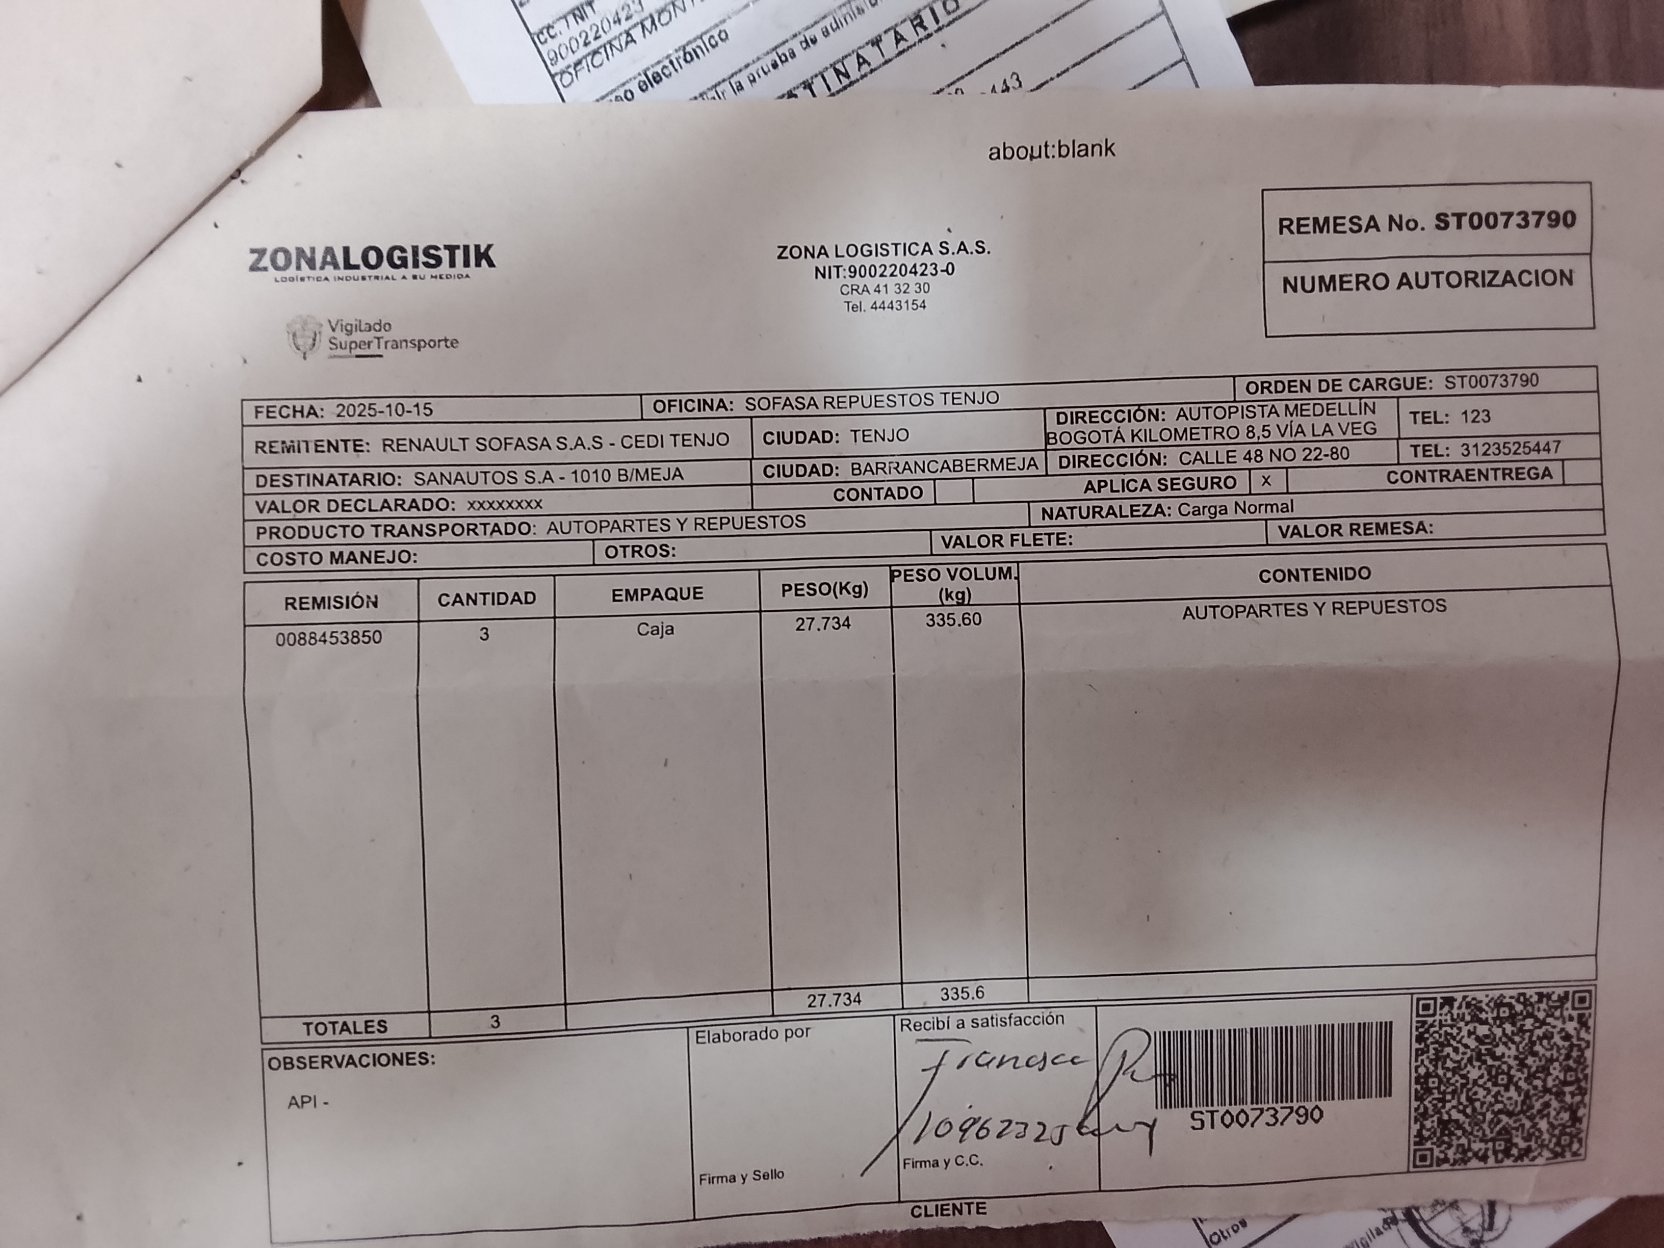 CC. / NIT
900220423
OFICINA MONT
electrónico
la prueba de
about:blank
ZONALOGISTIK
LOGÍSTICA INDUSTRIAL A SU MEDIDA
Vigilado
SuperTransporte
ZONA LOGISTICA S.A.S.
NIT:900220423-0
CRA 41 32 30
Tel. 4443154
REMESA No. ST0073790
NUMERO AUTORIZACION
FECHA: 2025-10-15 OFICINA: SOFASA REPUESTOS TENJO ORDEN DE CARGUE: ST0073790
REMITENTE: RENAULT SOFASA S.A.S - CEDI TENJO CIUDAD: TENJO DIRECCIÓN: AUTOPISTA MEDELLÍN TEL: 123
BOGOTÁ KILOMETRO 8,5 VÍA LA VEG
DESTINATARIO: SANAUTOS S.A - 1010 B/MEJA CIUDAD: BARRANCABERMEJA DIRECCIÓN: CALLE 48 NO 22-80 TEL: 3123525447
VALOR DECLARADO: xxxxxxxx CONTADO APLICA SEGURO X CONTRAENTREGA
PRODUCTO TRANSPORTADO: AUTOPARTES Y REPUESTOS NATURALEZA: Carga Normal
COSTO MANEJO: OTROS: VALOR FLETE: VALOR REMESA:
REMISIÓN CANTIDAD EMPAQUE PESO(Kg) PESO VOLUM. CONTENIDO
(kg)
0088453850 3 Caja 27.734 335.60 AUTOPARTES Y REPUESTOS
TOTALES 3 27.734 335.6
OBSERVACIONES:
API -
Elaborado por
Firma y Sello
Recibí a satisfacción
Firma y C.C.
ST0073790
CLIENTE
Otros
Vigilado